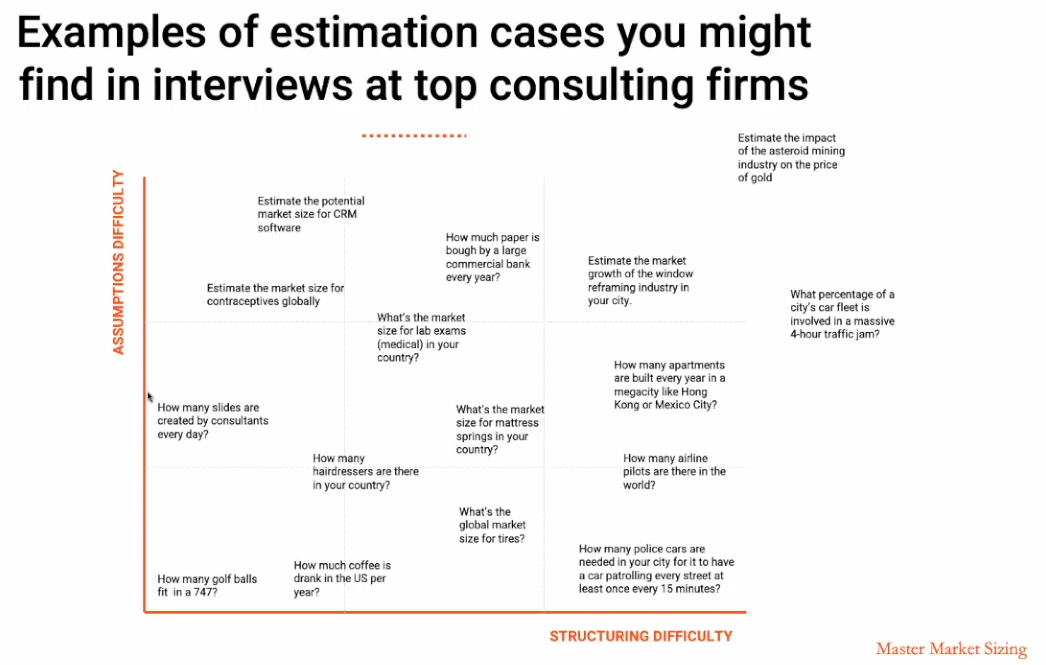 Examples of estimation cases you might
find in interviews at top consulting firms
Estimate the impact
of the asteroid mining
industry on the price
of gold
ASSUMPTIONS DIFFICULTY
Estimate the potential
market size for CRM
software
How much paper is
bough by a large
commercial bank
every year?
Estimate the market
growth of the window
reframing industry in
your city.
Estimate the market size for
contraceptives globally
What percentage of a
city's car fleet is
involved in a massive
4-hour traffic jam?
What's the market
size for lab exams
(medical) in your
country?
How many apartments
are built every year in a
megacity like Hong
Kong or Mexico City?
How many slides are
created by consultants
every day?
What's the market
size for mattress
springs in your
country?
How many
hairdressers are there
in your country?
How many airline
pilots are there in the
world?
What's the
global market
size for tires?
How many police cars are
needed in your city for it to have
a car patrolling every street at
least once every 15 minutes?
How much coffee is
drank in the US per
year?
How many golf balls
fit in a 747?
STRUCTURING DIFFICULTY
Master Market Sizing